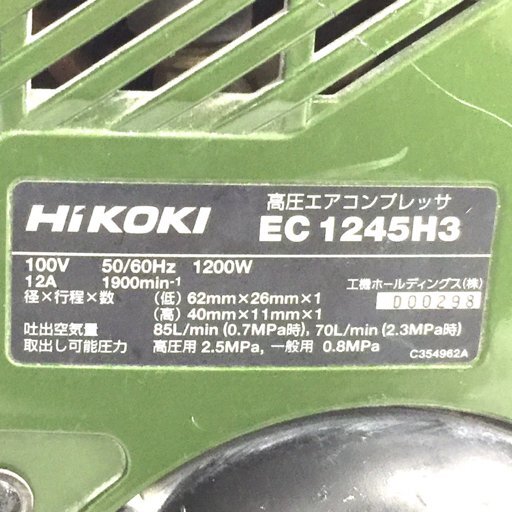 HiKOKI
高圧エアコンプレッサ
EC 1245H3
100V 50/60Hz 1200W
12A 1900min-1
工機ホールディングス(株)
径×行程×数 (低) 62mm×26mm×1
D00298
(高) 40mm×11mm×1
吐出空気量 85L/min (0.7MPa時), 70L/min (2.3MPa時)
取出し可能圧力 高圧用 2.5MPa, 一般用 0.8MPa
C354962A